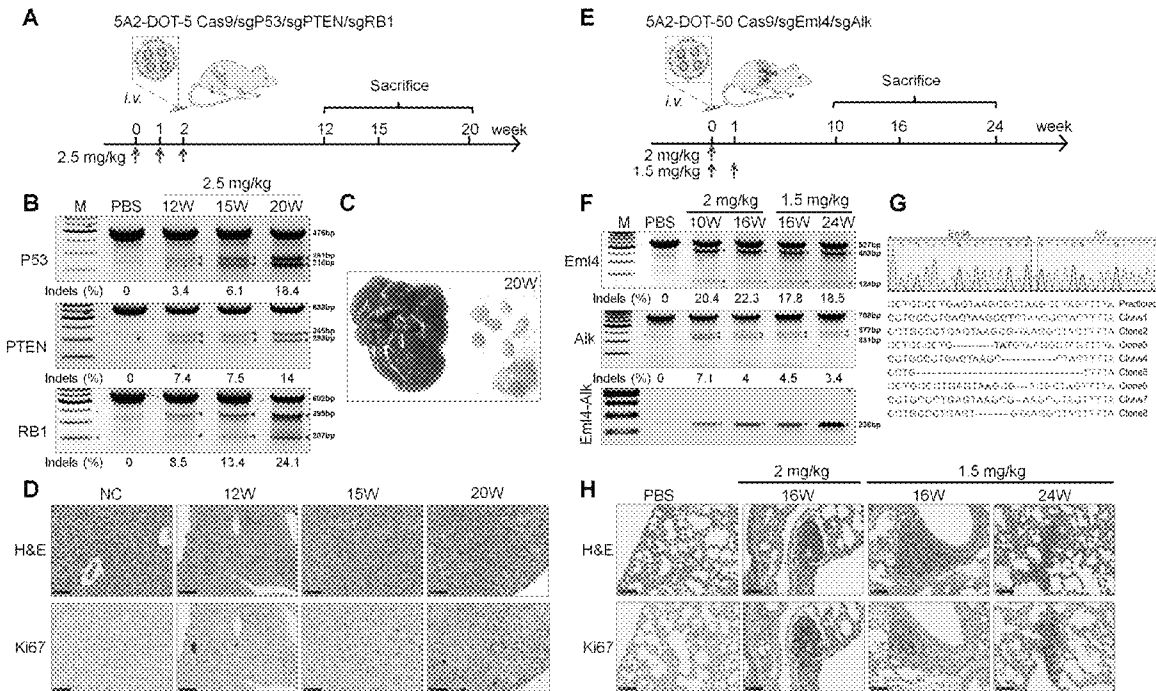 A
5A2-DOT-5 Cas9/sgP53/sgPTEN/sgRB1
i.v.
Sacrifice
0 1 2 12 15 20 week
2.5 mg/kg
B
2.5 mg/kg
M PBS 12W 15W 20W
476bp
P53
Indels (%) 0 3.4 6.1 18.4
PTEN
Indels (%) 0 7.4 7.5 14
RB1
Indels (%) 0 8.5 13.4 24.1
C
20W
D
NC 12W 15W 20W
H&E
Ki67
E
5A2-DOT-50 Cas9/sgEml4/sgAlk
i.v.
Sacrifice
0 1 10 16 24 week
2 mg/kg
1.5 mg/kg
F
2 mg/kg 1.5 mg/kg
M PBS 10W 16W 16W 24W
527bp
403bp
124bp
Eml4
Indels (%) 0 20.4 22.3 17.8 18.5
Alk
Indels (%) 0 7.1 4 4.5 3.4
Eml4-Alk
G
Predicted
Clone1
Clone2
Clone3
Clone4
Clone5
Clone6
Clone7
Clone8
H
2 mg/kg 1.5 mg/kg
PBS 16W 16W 24W
H&E
Ki67